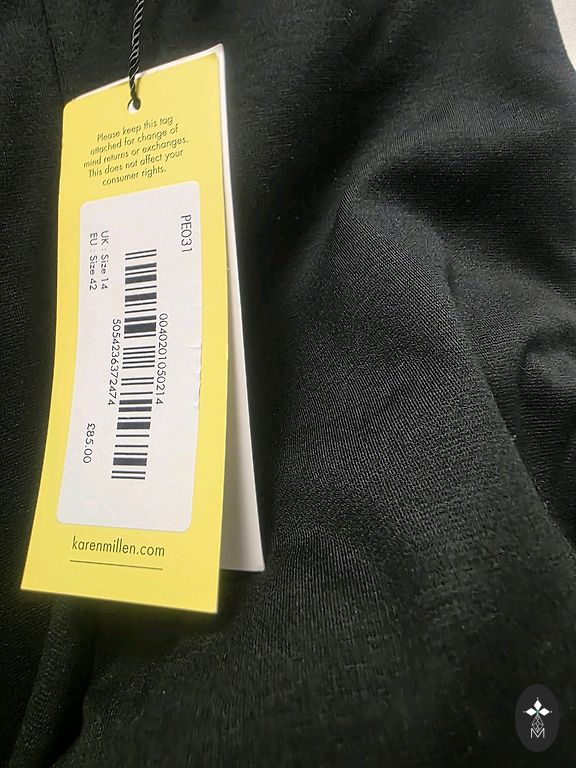 Please keep this tag
attached for change of
mind returns or exchanges.
This does not affect your
consumer rights.
PE031
UK : Size 14
EU : Size 42
0040201050214
5054236372474
£85.00
karenmillen.com
M